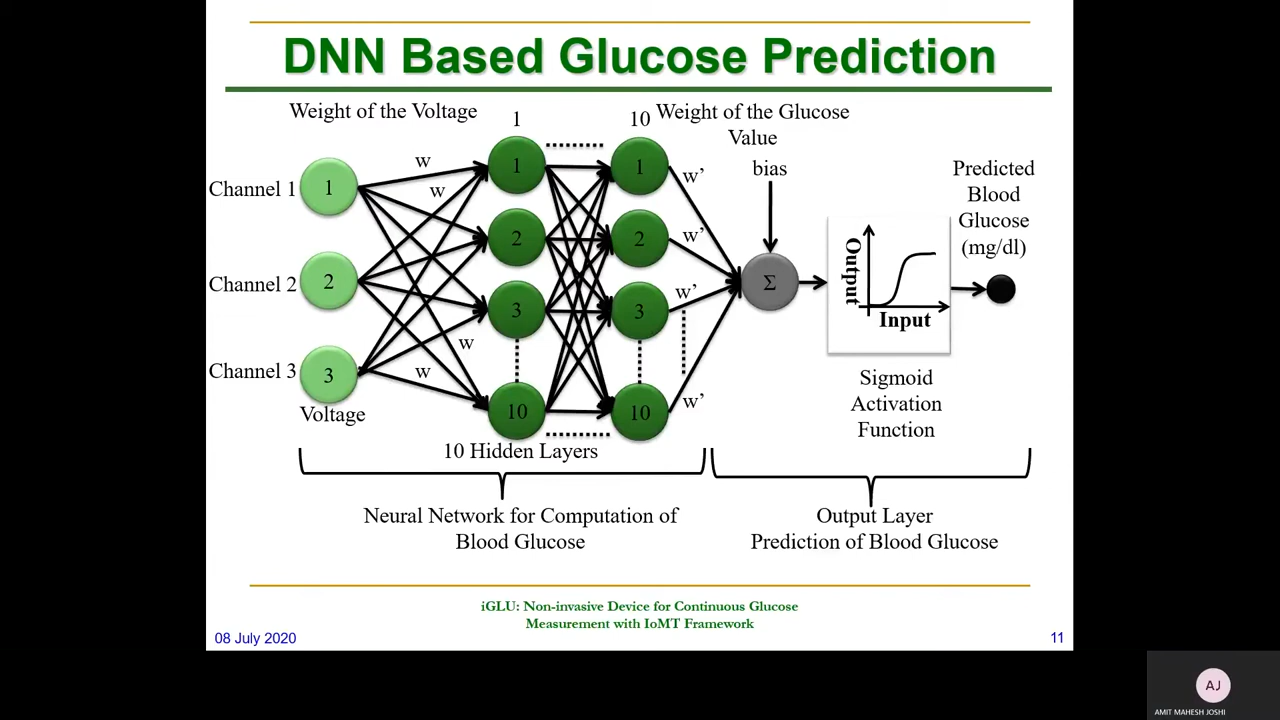 DNN Based Glucose Prediction
Weight of the Voltage
1
10
Weight of the Glucose
Value
bias
Predicted
Blood
Glucose
(mg/dl)
Channel 1
1
w
w
1
1
w'
Channel 2
2
2
2
w'
Σ
Output
Input
Channel 3
3
w
w
3
3
w'
Voltage
10
10
w'
Sigmoid
Activation
Function
10 Hidden Layers
Neural Network for Computation of
Blood Glucose
Output Layer
Prediction of Blood Glucose
iGLU: Non-invasive Device for Continuous Glucose
Measurement with IoMT Framework
08 July 2020
11
AJ
AMIT MAHESH JOSHI